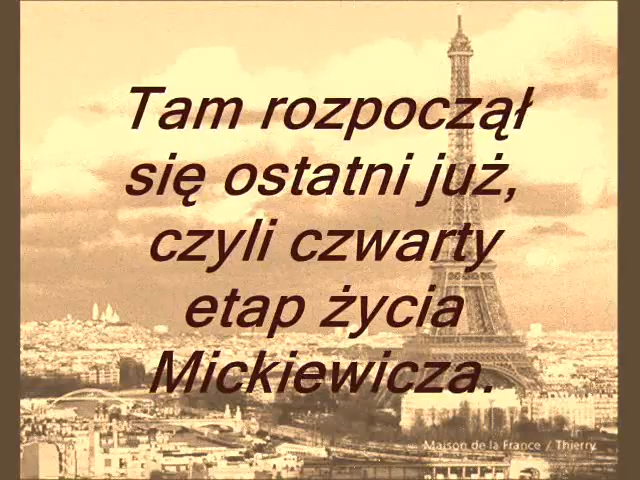 Tam rozpoczął
się ostatni już,
czyli czwarty
etap życia
Mickiewicza.
Maison de la France / Thierry